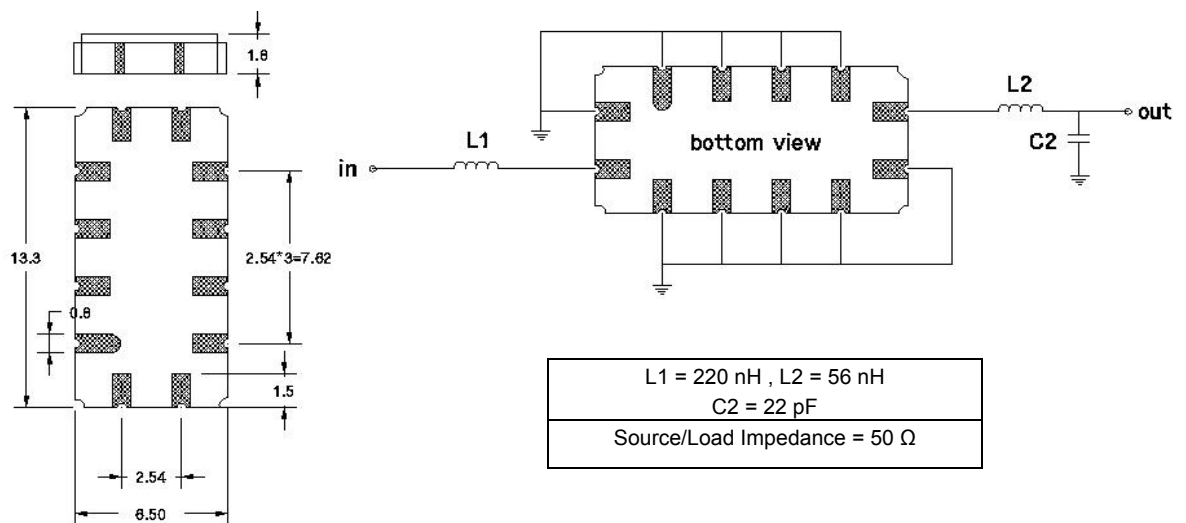 1.8
13.3
2.54*3=7.62
0.8
1.5
2.54
6.50
L2
out
C2
L1
in
bottom view
L1 = 220 nH , L2 = 56 nH
C2 = 22 pF
Source/Load Impedance = 50 Ω